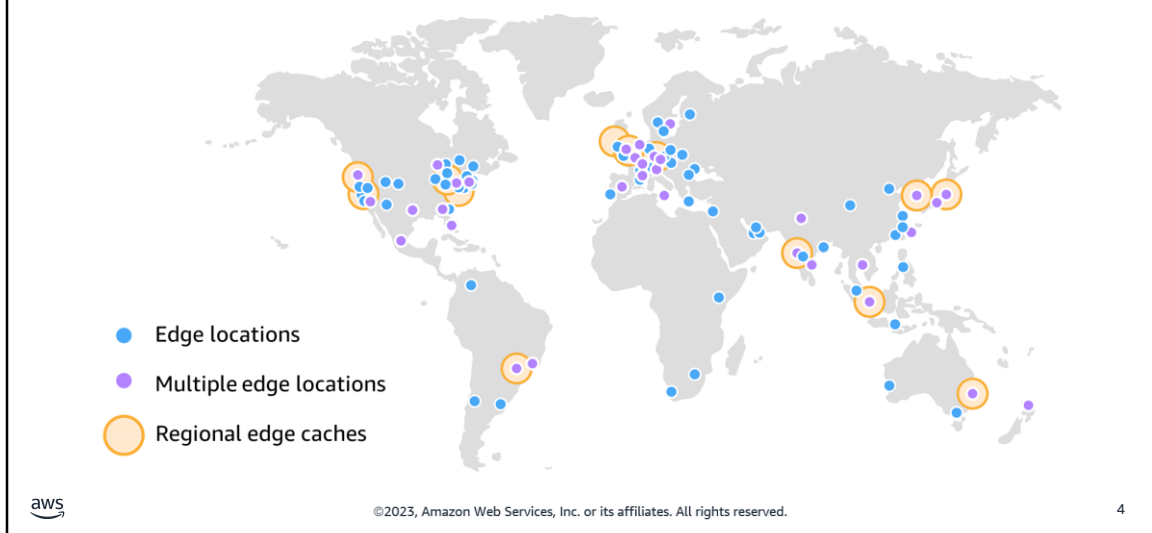 Edge locations
Multiple edge locations
Regional edge caches
aws
©2023, Amazon Web Services, Inc. or its affiliates. All rights reserved.
4